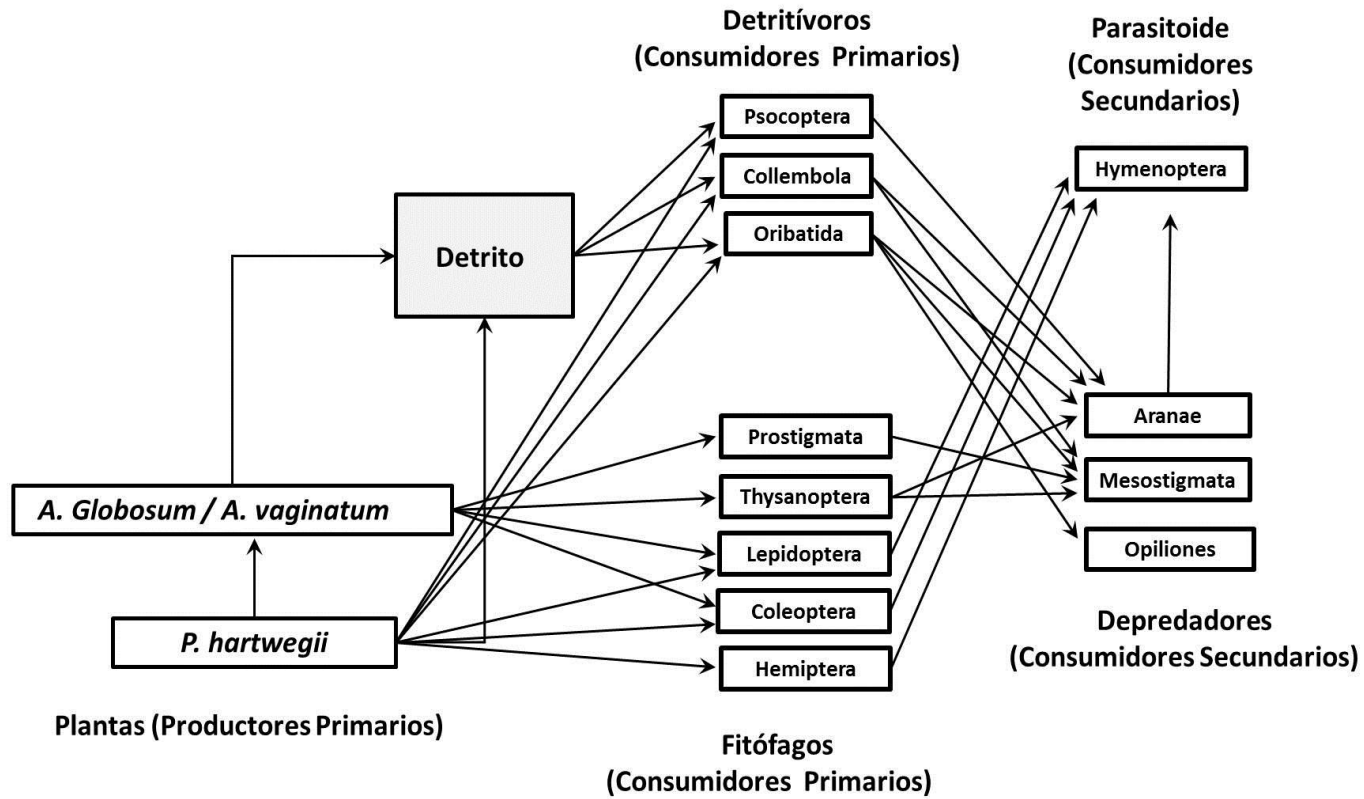 Detritívoros
(Consumidores Primarios)
Parasitoide
(Consumidores
Secundarios)
Psocoptera
Collembola
Oribatida
Hymenoptera
Detrito
Prostigmata
Thysanoptera
Lepidoptera
Coleoptera
Hemiptera
Aranae
Mesostigmata
Opiliones
A. Globosum / A. vaginatum
P. hartwegii
Depredadores
(Consumidores Secundarios)
Plantas (Productores Primarios)
Fitófagos
(Consumidores Primarios)